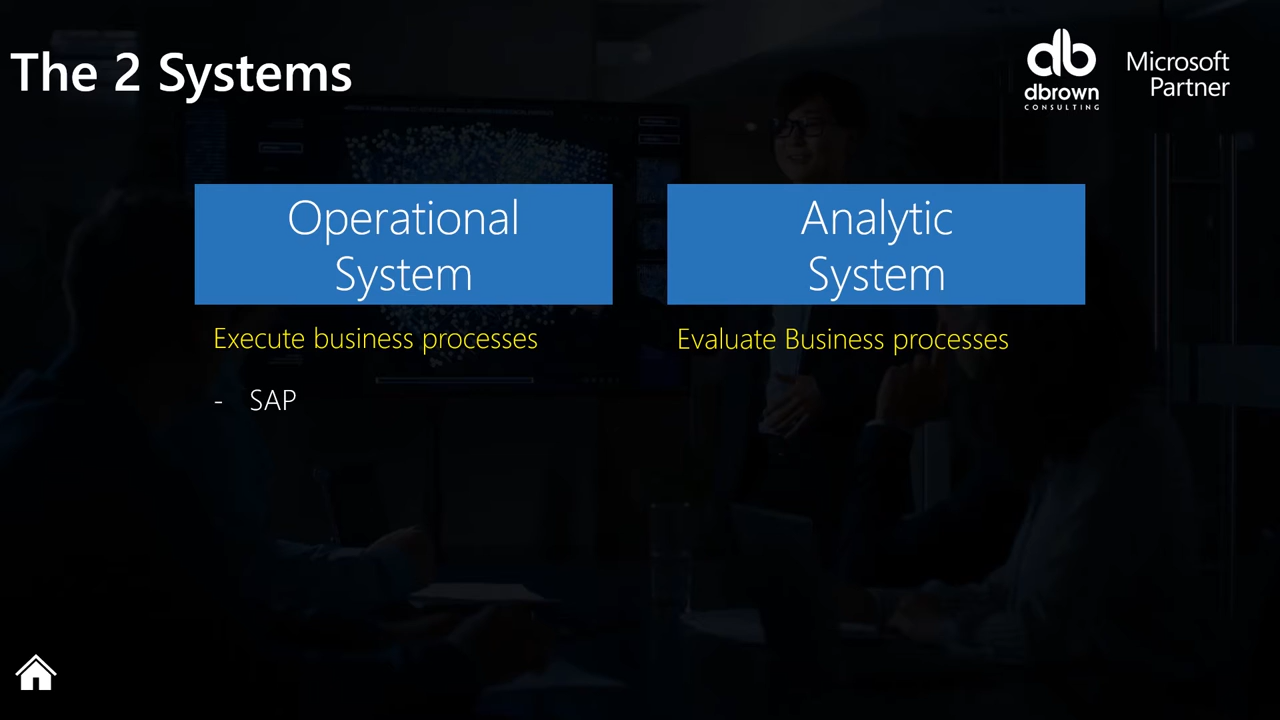 The 2 Systems
db
dbrown
CONSULTING
Microsoft
Partner
Operational
System
Analytic
System
Execute business processes
Evaluate Business processes
- SAP